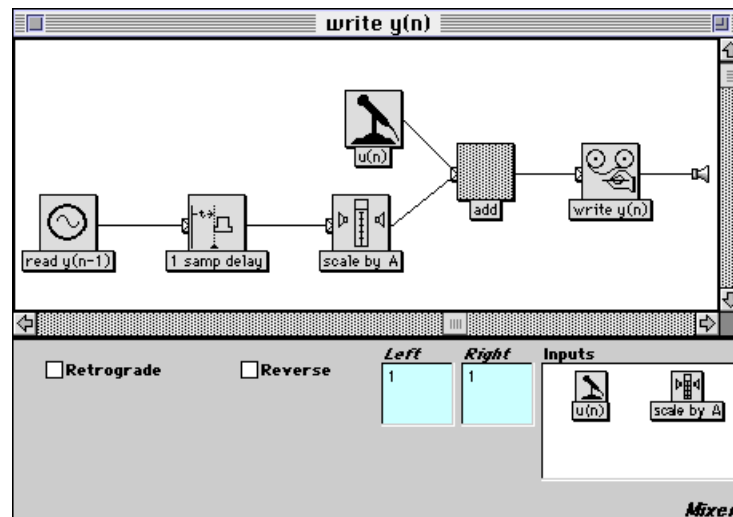 write y(n)
u(n)
add
write y(n)
read y(n-1)
1 samp delay
scale by A
Retrograde
Reverse
Left
Right
Inputs
1
1
u(n)
scale by A
Mixer